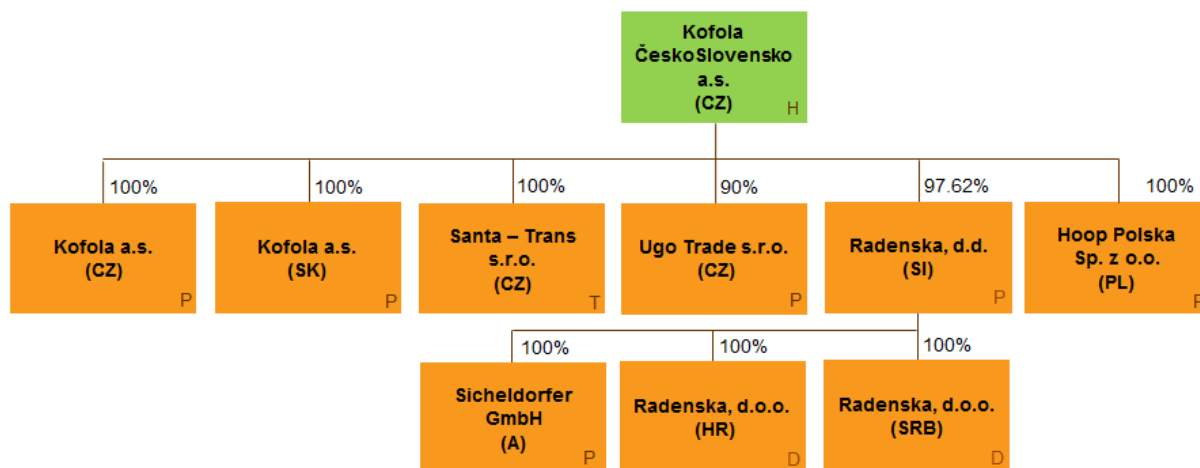 Kofola
ČeskoSlovensko
a.s.
(CZ)
H
100%
100%
100%
90%
97.62%
100%
Kofola a.s.
(CZ)
P
Kofola a.s.
(SK)
P
Santa – Trans
s.r.o.
(CZ)
T
Ugo Trade s.r.o.
(CZ)
P
Radenska, d.d.
(SI)
P
Hoop Polska
Sp. z o.o.
(PL)
P
100%
100%
100%
Sicheldorfer
GmbH
(A)
P
Radenska, d.o.o.
(HR)
D
Radenska, d.o.o.
(SRB)
D